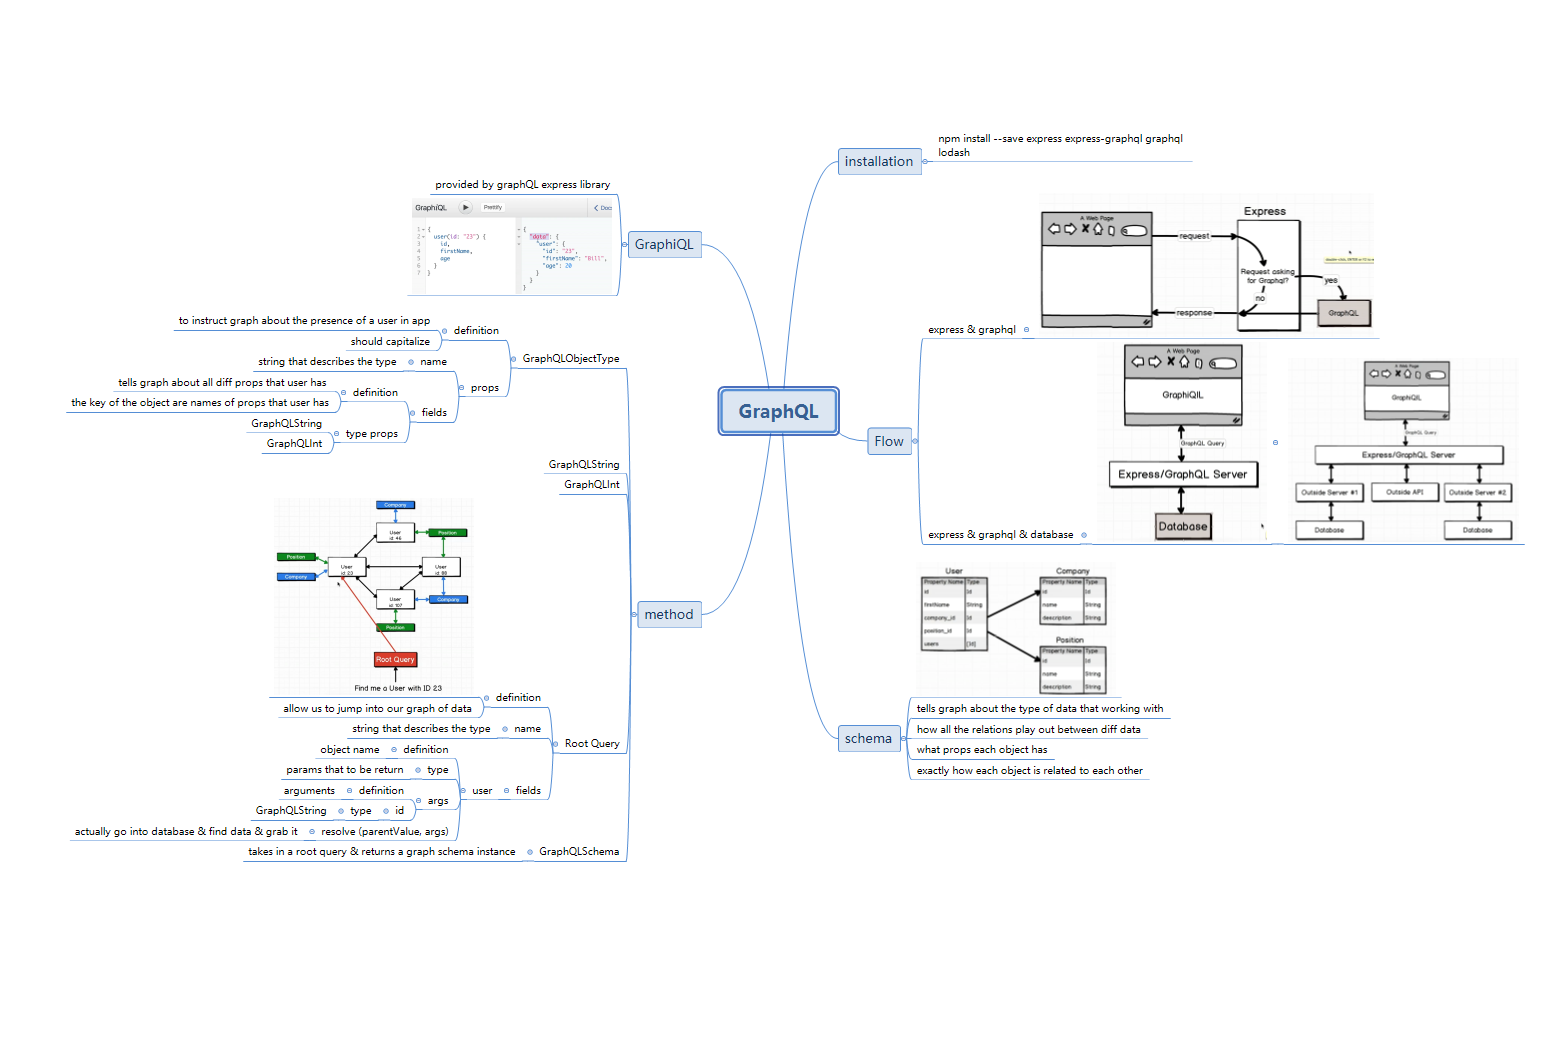 GraphQL
installation
npm install --save express express-graphql graphql
lodash
Flow
express & graphql
A Web Page
request
response
Express
Request asking
for Graphql?
yes
no
GraphQL
express & graphql & database
A Web Page
GraphiQIL
GraphQL Query
Express/GraphQL Server
Database
A Web Page
GraphiQIL
GraphQL Query
Express/GraphQL Server
Outside Server #1
Outside API
Outside Server #2
Database
Database
schema
User
Property Name Type
id Id
firstName String
company_id Id
position_id Id
users [Id]
Company
Property Name Type
id Id
name String
description String
Position
Property Name Type
id Id
name String
description String
tells graph about the type of data that working with
how all the relations play out between diff data
what props each object has
exactly how each object is related to each other
GraphiQL
provided by graphQL express library
GraphiQL
Prettify
< Doc
1 {
2 user(id: "23") {
3 id,
4 firstName,
5 age
6 }
7 }
{
"data": {
"user": {
"id": "23",
"firstName": "Bill",
"age": 20
}
}
}
method
GraphQLObjectType
definition
to instruct graph about the presence of a user in app
should capitalize
props
name
string that describes the type
fields
definition
tells graph about all diff props that user has
the key of the object are names of props that user has
type props
GraphQLString
GraphQLInt
GraphQLString
GraphQLInt
Root Query
definition
Company
User
id: 46
Position
Position
Company
User
id: 23
User
id: 88
User
id: 107
Company
Position
Root Query
Find me a User with ID 23
allow us to jump into our graph of data
name
string that describes the type
fields
user
definition
object name
type
params that to be return
args
definition
arguments
id
type
GraphQLString
resolve (parentValue, args)
actually go into database & find data & grab it
GraphQLSchema
takes in a root query & returns a graph schema instance